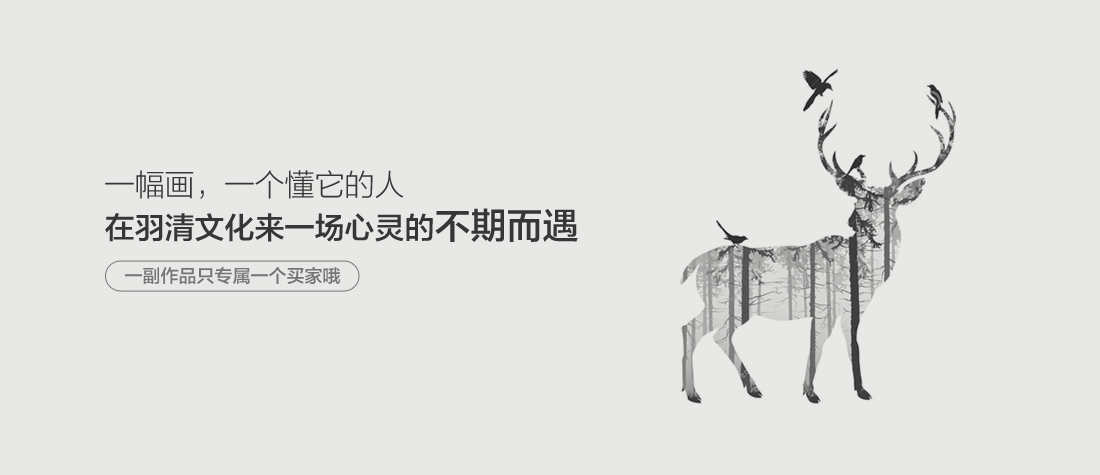 一幅画，一个懂它的人
在羽清文化来一场心灵的不期而遇
一副作品只专属一个买家哦